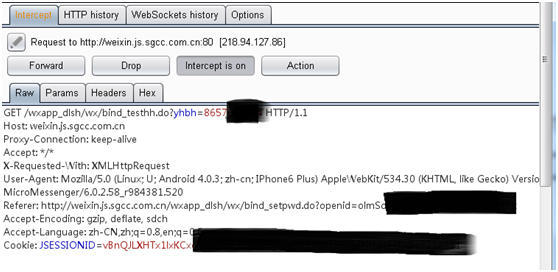 Intercept HTTP history WebSockets history Options
Request to http://weixin.js.sgcc.com.cn:80 [218.94.127.86]
Forward Drop Intercept is on Action
Raw Params Headers Hex
GET /wxapp_dlsh/wx/bind_testhh.do?yhbh=8657 HTTP/1.1
Host: weixin.js.sgcc.com.cn
Proxy-Connection: keep-alive
Accept: */*
X-Requested-With: XMLHttpRequest
User-Agent: Mozilla/5.0 (Linux; U; Android 4.0.3; zh-cn; IPhone6 Plus) AppleWebKit/534.30 (KHTML, like Gecko) Versio
MicroMessenger/6.0.2.58_r984381.520
Referer: http://weixin.js.sgcc.com.cn/wxapp_dlsh/wx/bind_setpwd.do?openid=olmSc
Accept-Encoding: gzip, deflate, sdch
Accept-Language: zh-CN,zh;q=0.8,en;q=0
Cookie: JSESSIONID=vBnQJLXHTx1lxKCx